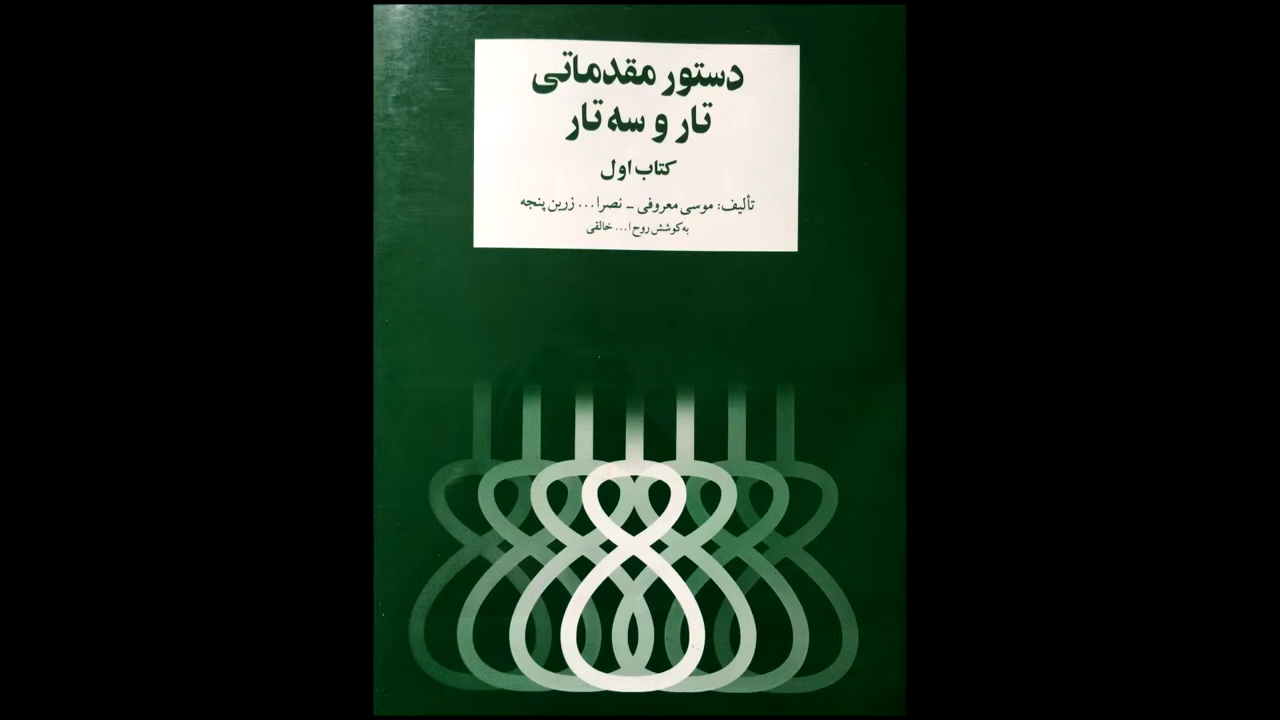 دستور مقدماتی
تار و سه تار
کتاب اول
تألیف: موسی معروفی - نصرا... زرین پنجه
به کوشش روح ا... خالقی